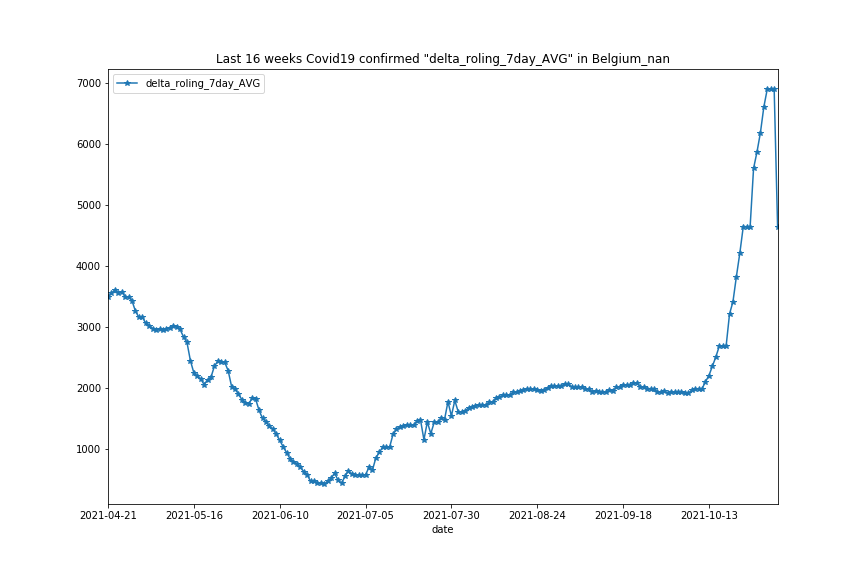 Last 16 weeks Covid19 confirmed "delta_roling_7day_AVG" in Belgium_nan
delta_roling_7day_AVG
7000
6000
5000
4000
3000
2000
1000
2021-04-21 2021-05-16 2021-06-10 2021-07-05 2021-07-30 2021-08-24 2021-09-18 2021-10-13
date